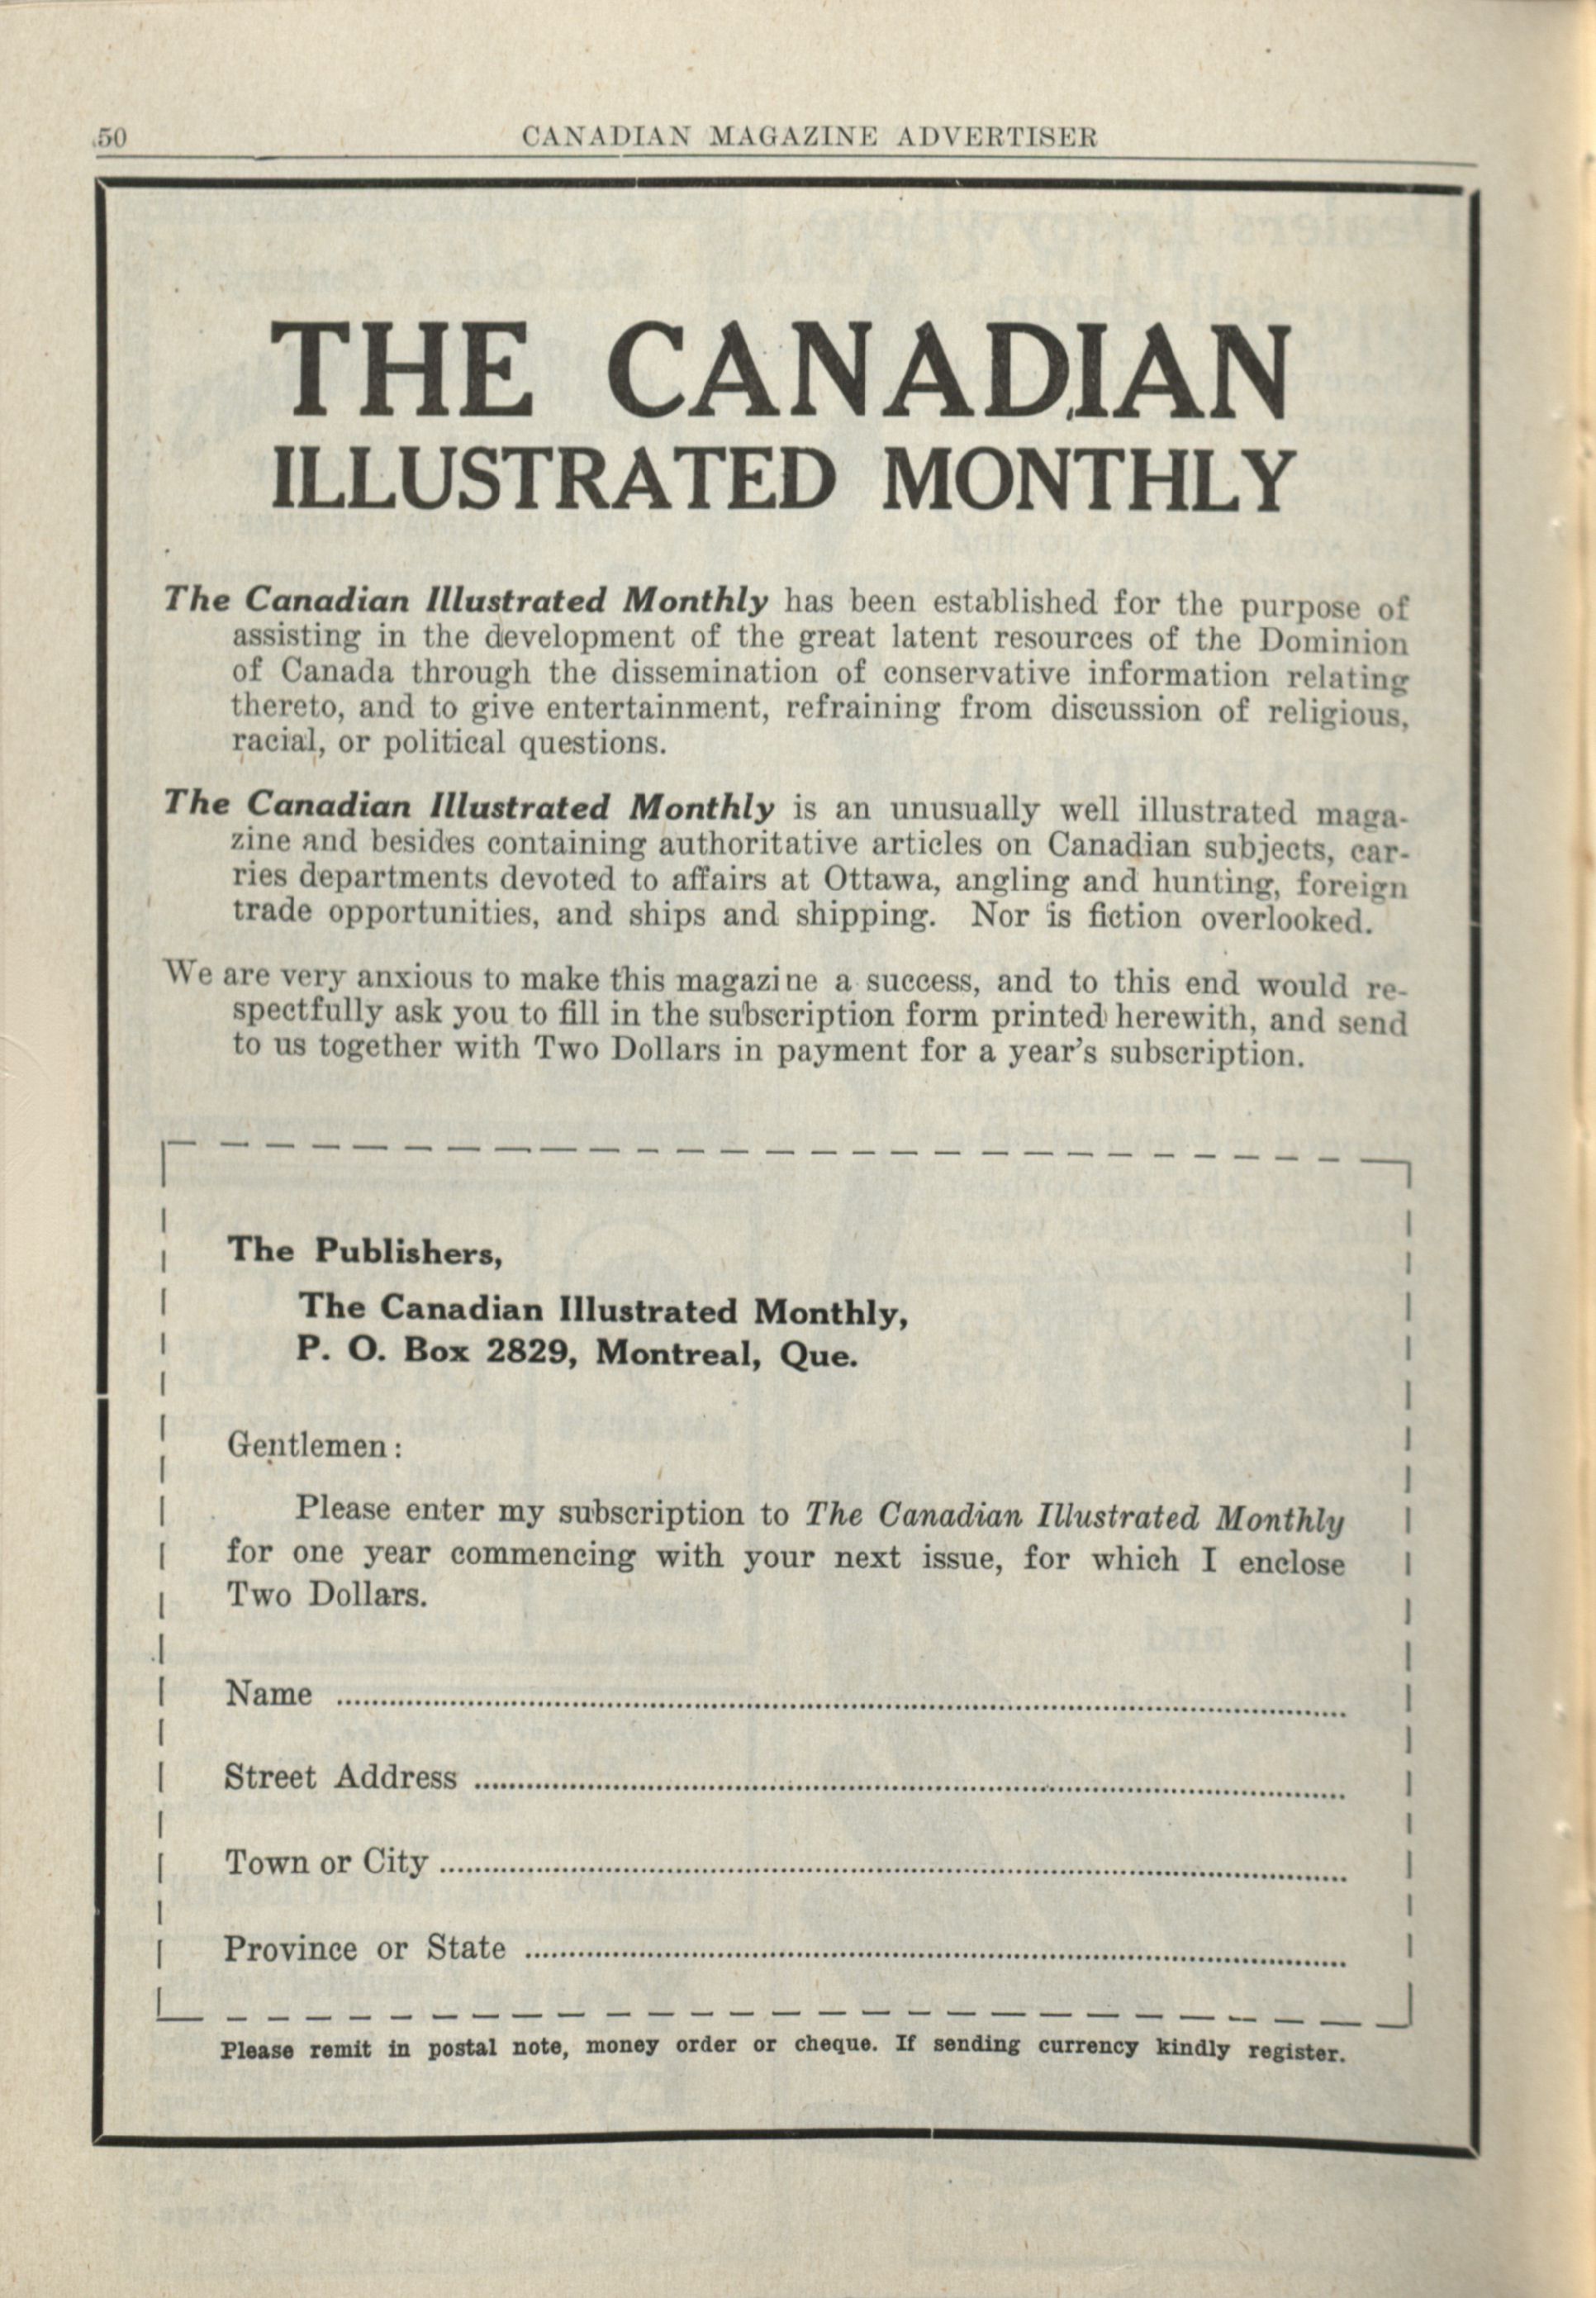 50 CANADIAN MAGAZINE ADVERTISER
THE CANADIAN
ILLUSTRATED MONTHLY
The Canadian Illustrated Monthly has been established for the purpose of
assisting in the development of the great latent resources of the Dominion
of Canada through the dissemination of conservative information relating
thereto, and to give entertainment, refraining from discussion of religious,
racial, or political questions.
The Canadian Illustrated Monthly is an unusually well illustrated maga-
zine and besides containing authoritative articles on Canadian subjects, car-
ries departments devoted to affairs at Ottawa, angling and hunting, foreign
trade opportunities, and ships and shipping. Nor is fiction overlooked.
We are very anxious to make this magazine a success, and to this end would re-
spectfully ask you to fill in the subscription form printed herewith, and send
to us together with Two Dollars in payment for a year's subscription.
The Publishers,
The Canadian Illustrated Monthly,
P. O. Box 2829, Montreal, Que.
Gentlemen:
Please enter my subscription to The Canadian Illustrated Monthly
for one year commencing with your next issue, for which I enclose
Two Dollars.
Name
Street Address
Town or City
Province or State
Please remit in postal note, money order or cheque. If sending currency kindly register.